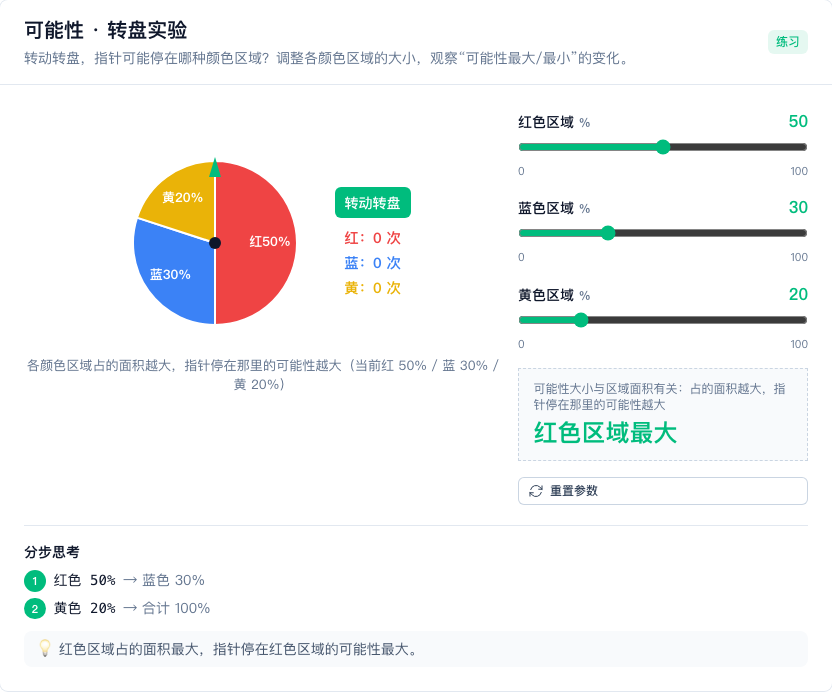 可能性 · 转盘实验
转动转盘，指针可能停在哪种颜色区域？调整各颜色区域的大小，观察“可能性最大/最小”的变化。
练习
黄20%
红50%
蓝30%
转动转盘
红：0 次
蓝：0 次
黄：0 次
各颜色区域占的面积越大，指针停在那里的可能性越大（当前红 50% / 蓝 30% /
黄 20%）
红色区域 % 50
0 100
蓝色区域 % 30
0 100
黄色区域 % 20
0 100
可能性大小与区域面积有关：占的面积越大，指
针停在那里的可能性越大
红色区域最大
重置参数
分步思考
1 红色 50% → 蓝色 30%
2 黄色 20% → 合计 100%
红色区域占的面积最大，指针停在红色区域的可能性最大。